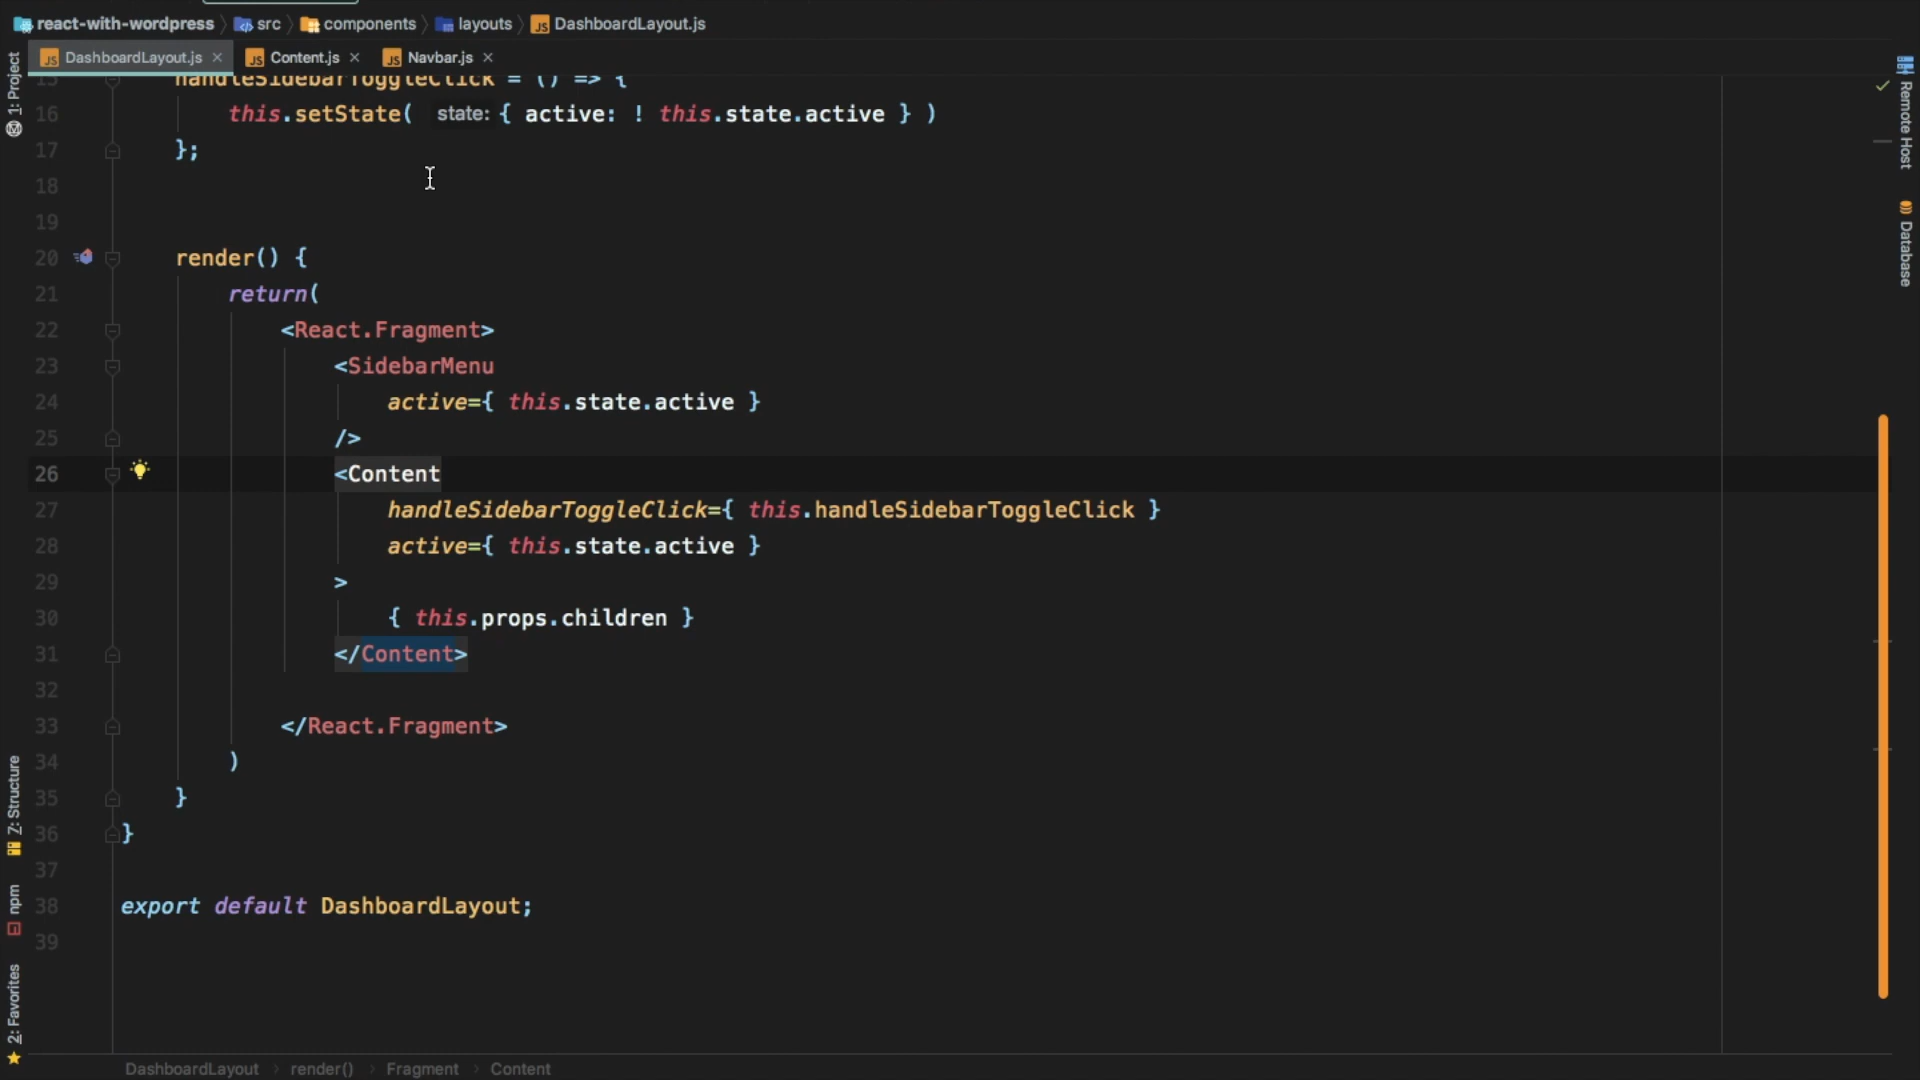 react-with-wordpress src components layouts DashboardLayout.js
DashboardLayout.js Content.js Navbar.js
1: Project
Z: Structure
npm
2: Favorites
15 handleSidebarToggleClick = () => {
16 this.setState( state: { active: ! this.state.active } )
17 };
18
19
20 render() {
21 return(
22 <React.Fragment>
23 <SidebarMenu
24 active={ this.state.active }
25 />
26 <Content
27 handleSidebarToggleClick={ this.handleSidebarToggleClick }
28 active={ this.state.active }
29 >
30 { this.props.children }
31 </Content>
32
33 </React.Fragment>
34 )
35 }
36 }
37
38 export default DashboardLayout;
39
Remote Host
Database
DashboardLayout render() Fragment Content